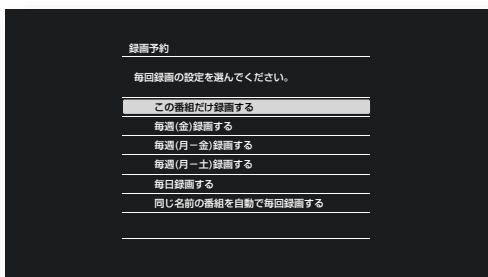 録画予約
毎回録画の設定を選んでください。
この番組だけ録画する
毎週(金)録画する
毎週(月－金)録画する
毎週(月－土)録画する
毎日録画する
同じ名前の番組を自動で毎回録画する